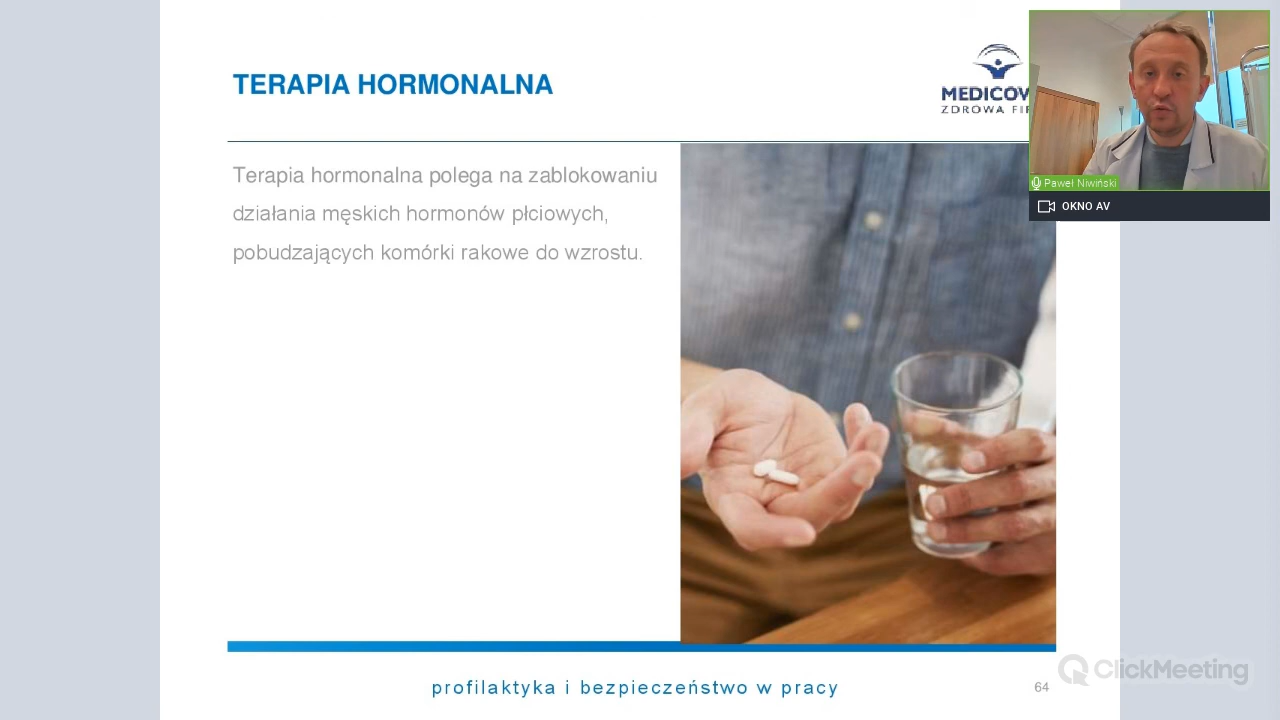 TERAPIA HORMONALNA
MEDICOV
ZDROWA FIR
Terapia hormonalna polega na zablokowaniu
działania męskich hormonów płciowych,
pobudzających komórki rakowe do wzrostu.
Paweł Niwiński
OKNO AV
profilaktyka i bezpieczeństwo w pracy
64
ClickMeeting